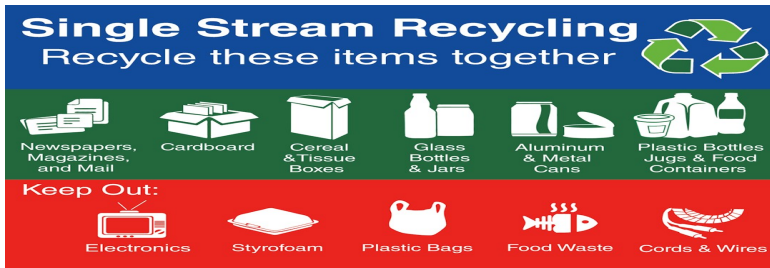 Single Stream Recycling
Recycle these items together
Newspapers,
Magazines,
and Mail
Cardboard
Cereal
&Tissue
Boxes
Glass
Bottles
& Jars
Aluminum
& Metal
Cans
Plastic Bottles
Jugs & Food
Containers
Keep Out:
Electronics
Styrofoam
Plastic Bags
Food Waste
Cords & Wires